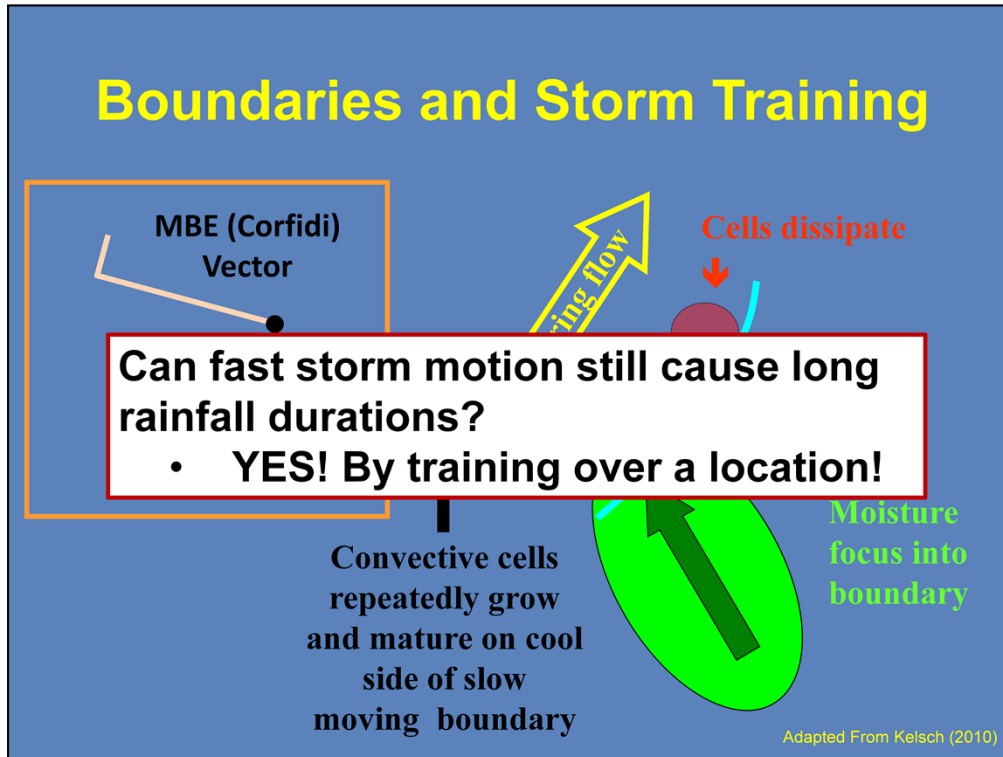 Boundaries and Storm Training
MBE (Corfidi)
Vector
flow
Cells dissipate
Can fast storm motion still cause long
rainfall durations?
• YES! By training over a location!
Moisture
focus into
boundary
Convective cells
repeatedly grow
and mature on cool
side of slow
moving boundary
Adapted From Kelsch (2010)